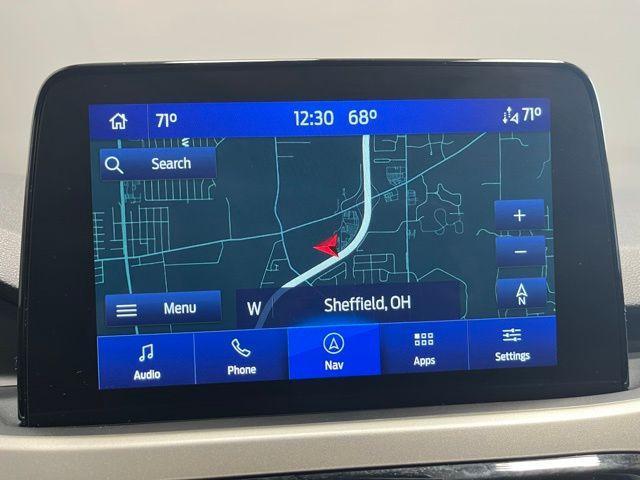 71° 12:30 68° 71°
Search
+
−
N
Menu
W Sheffield, OH
Audio Phone Nav Apps Settings